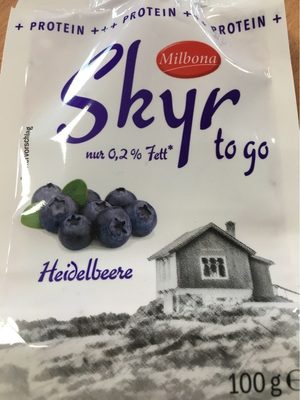 + PROTEIN + + + PROTEIN + + + PROTEIN +
Milbona
Skyr
to go
nur 0,2 % Fett*
Heidelbeere
100 g e